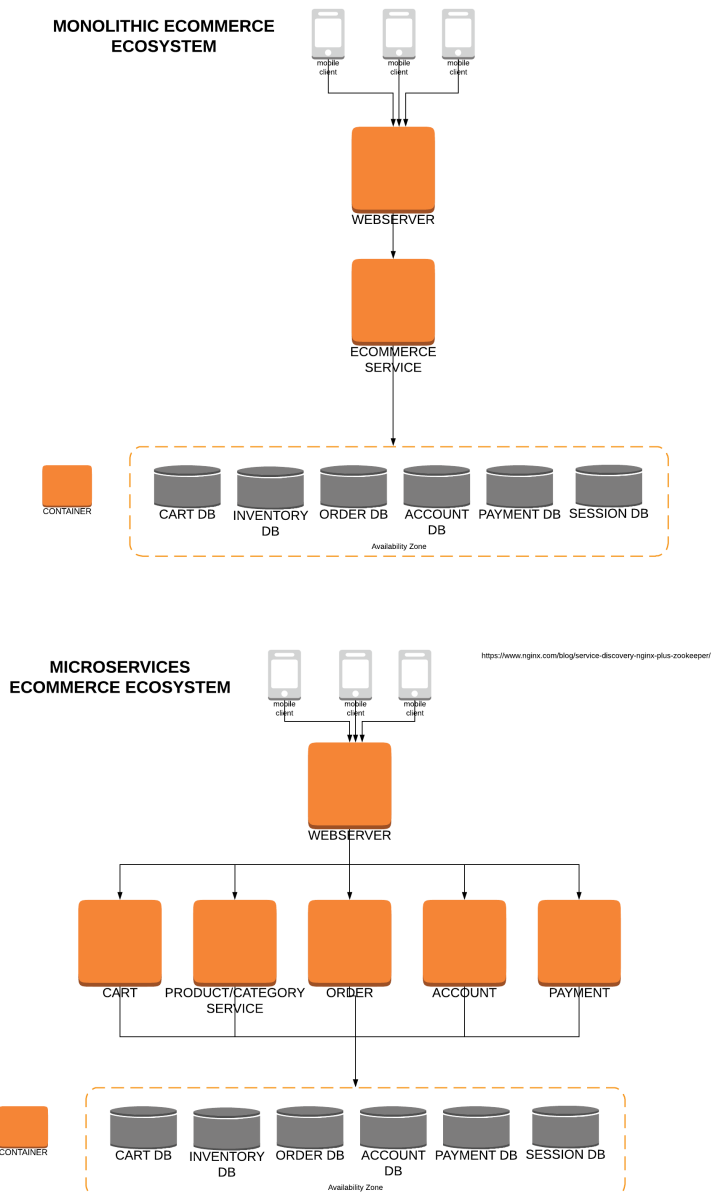 MONOLITHIC ECOMMERCE
ECOSYSTEM
mobile
client
mobile
client
mobile
client
WEBSERVER
ECOMMERCE
SERVICE
CONTAINER
CART DB
INVENTORY
DB
ORDER DB
ACCOUNT
DB
PAYMENT DB
SESSION DB
Availability Zone
MICROSERVICES
ECOMMERCE ECOSYSTEM
https://www.nginx.com/blog/service-discovery-nginx-plus-zookeeper/
mobile
client
mobile
client
mobile
client
WEBSERVER
CART
PRODUCT/CATEGORY
SERVICE
ORDER
ACCOUNT
PAYMENT
CONTAINER
CART DB
INVENTORY
DB
ORDER DB
ACCOUNT
DB
PAYMENT DB
SESSION DB
Availability Zone